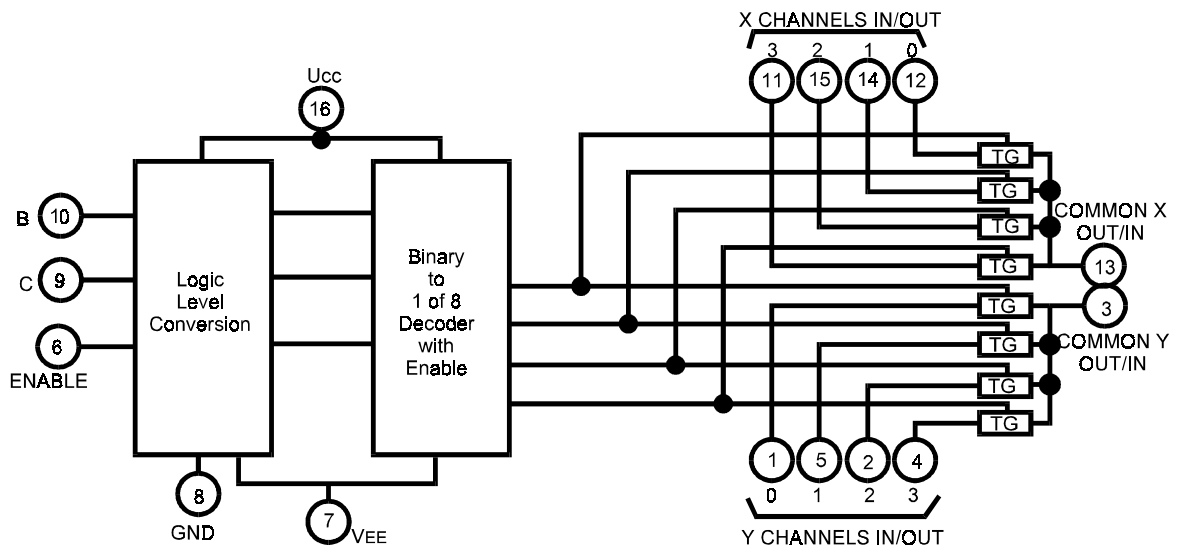 X CHANNELS IN/OUT
3 2 1 0
11 15 14 12
Ucc
16
TG
TG
TG
TG
COMMON X
OUT/IN
13
B 10
C 9
6
ENABLE
Logic
Level
Conversion
Binary
to
1 of 8
Decoder
with
Enable
TG
TG
TG
TG
3
COMMON Y
OUT/IN
1 5 2 4
0 1 2 3
Y CHANNELS IN/OUT
8
GND
7
VEE